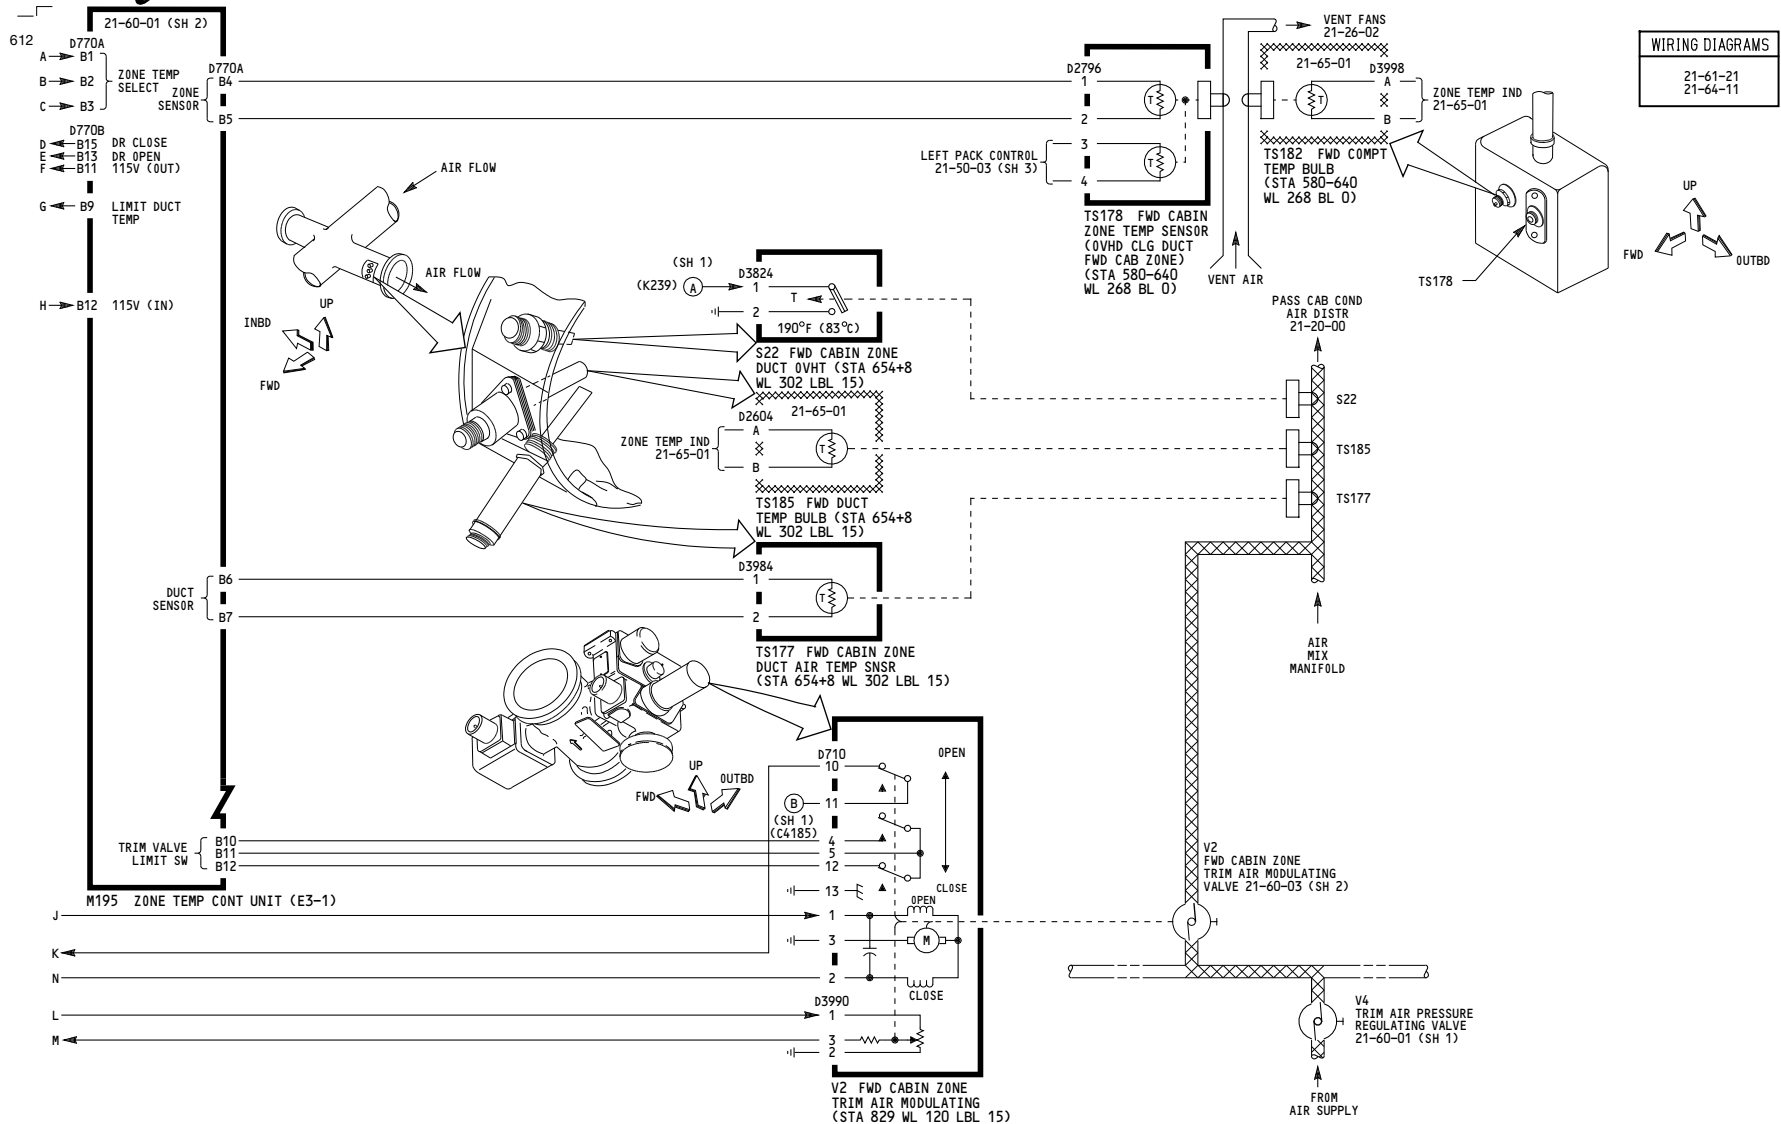 21-60-01 (SH 2)
612
D770A
A B1
B B2
C B3
ZONE TEMP
SELECT
ZONE
SENSOR
D770A
B4
B5
D770B
D B15 DR CLOSE
E B13 DR OPEN
F B11 115V (OUT)
G B9 LIMIT DUCT
TEMP
H B12 115V (IN)
DUCT
SENSOR
B6
B7
TRIM VALVE
LIMIT SW
B10
B11
B12
M195 ZONE TEMP CONT UNIT (E3-1)
J
K
N
L
M
AIR FLOW
AIR FLOW
UP
INBD
FWD
(SH 1)
(K239) A
D3824
1
T
2
190°F (83°C)
S22 FWD CABIN ZONE
DUCT OVHT (STA 654+8
WL 302 LBL 15)
D2604
21-65-01
ZONE TEMP IND
21-65-01
A
B
T
TS185 FWD DUCT
TEMP BULB (STA 654+8
WL 302 LBL 15)
D3984
1
2
T
TS177 FWD CABIN ZONE
DUCT AIR TEMP SNSR
(STA 654+8 WL 302 LBL 15)
UP
OUTBD
FWD
D710
10
B
11
(SH 1)
(C4185)
4
5
12
13
1
3
2
OPEN
CLOSE
OPEN
M
CLOSE
D3990
1
3
2
V2 FWD CABIN ZONE
TRIM AIR MODULATING
(STA 829 WL 120 LBL 15)
D2796
1
2
3
4
T
T
LEFT PACK CONTROL
21-50-03 (SH 3)
TS178 FWD CABIN
ZONE TEMP SENSOR
(OVHD CLG DUCT
FWD CAB ZONE)
(STA 580-640
WL 268 BL 0)
VENT FANS
21-26-02
VENT AIR
21-65-01
D3998
T
A
B
ZONE TEMP IND
21-65-01
TS182 FWD COMPT
TEMP BULB
(STA 580-640
WL 268 BL 0)
TS178
UP
FWD
OUTBD
WIRING DIAGRAMS
21-61-21
21-64-11
PASS CAB COND
AIR DISTR
21-20-00
S22
TS185
TS177
AIR
MIX
MANIFOLD
V2
FWD CABIN ZONE
TRIM AIR MODULATING
VALVE 21-60-03 (SH 2)
V4
TRIM AIR PRESSURE
REGULATING VALVE
21-60-01 (SH 1)
FROM
AIR SUPPLY